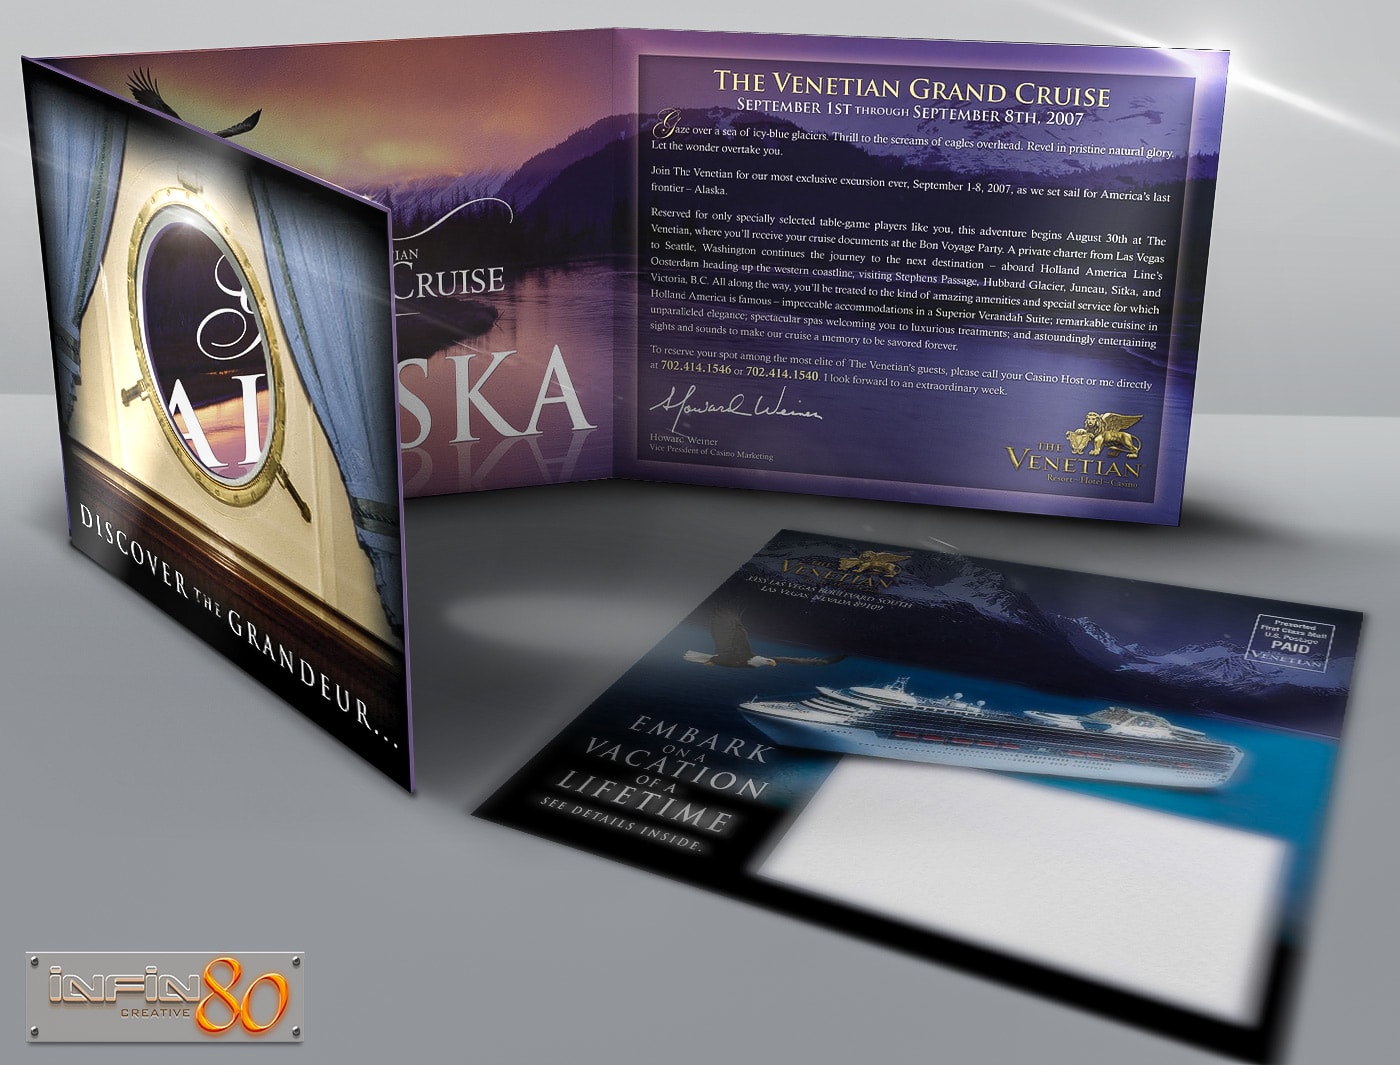 DISCOVER THE GRANDEUR...
AL
CRUISE
SKA
THE VENETIAN GRAND CRUISE
SEPTEMBER 1ST THROUGH SEPTEMBER 8TH, 2007
Gaze over a sea of icy-blue glaciers. Thrill to the screams of eagles overhead. Revel in pristine natural glory.
Let the wonder overtake you.
Join The Venetian for our most exclusive excursion ever, September 1-8, 2007, as we set sail for America's last
frontier – Alaska.
Reserved for only specially selected table-game players like you, this adventure begins August 30th at The
Venetian, where you'll receive your cruise documents at the Bon Voyage Party. A private charter from Las Vegas
to Seattle, Washington continues the journey to the next destination – aboard Holland America Line's
Oosterdam heading up the western coastline, visiting Stephens Passage, Hubbard Glacier, Juneau, Sitka, and
Victoria, B.C. All along the way, you'll be treated to the kind of amazing amenities and special service for which
Holland America is famous – impeccable accommodations in a Superior Verandah Suite; remarkable cuisine in
unparalleled elegance; spectacular spas welcoming you to luxurious treatments; and astoundingly entertaining
sights and sounds to make our cruise a memory to be savored forever.
To reserve your spot among the most elite of The Venetian's guests, please call your Casino Host or me directly
at 702.414.1546 or 702.414.1540. I look forward to an extraordinary week.
Howard Weiner
Howard Weiner
Vice President of Casino Marketing
THE
VENETIAN
Resort~Hotel~Casino
THE
VENETIAN
3355 LAS VEGAS BOULEVARD SOUTH
LAS VEGAS, NEVADA 89109
Presorted
First Class Mail
U.S. Postage
PAID
VENETIAN
EMBARK
ON A
VACATION
OF A
LIFETIME
SEE DETAILS INSIDE.
INFIN80
CREATIVE